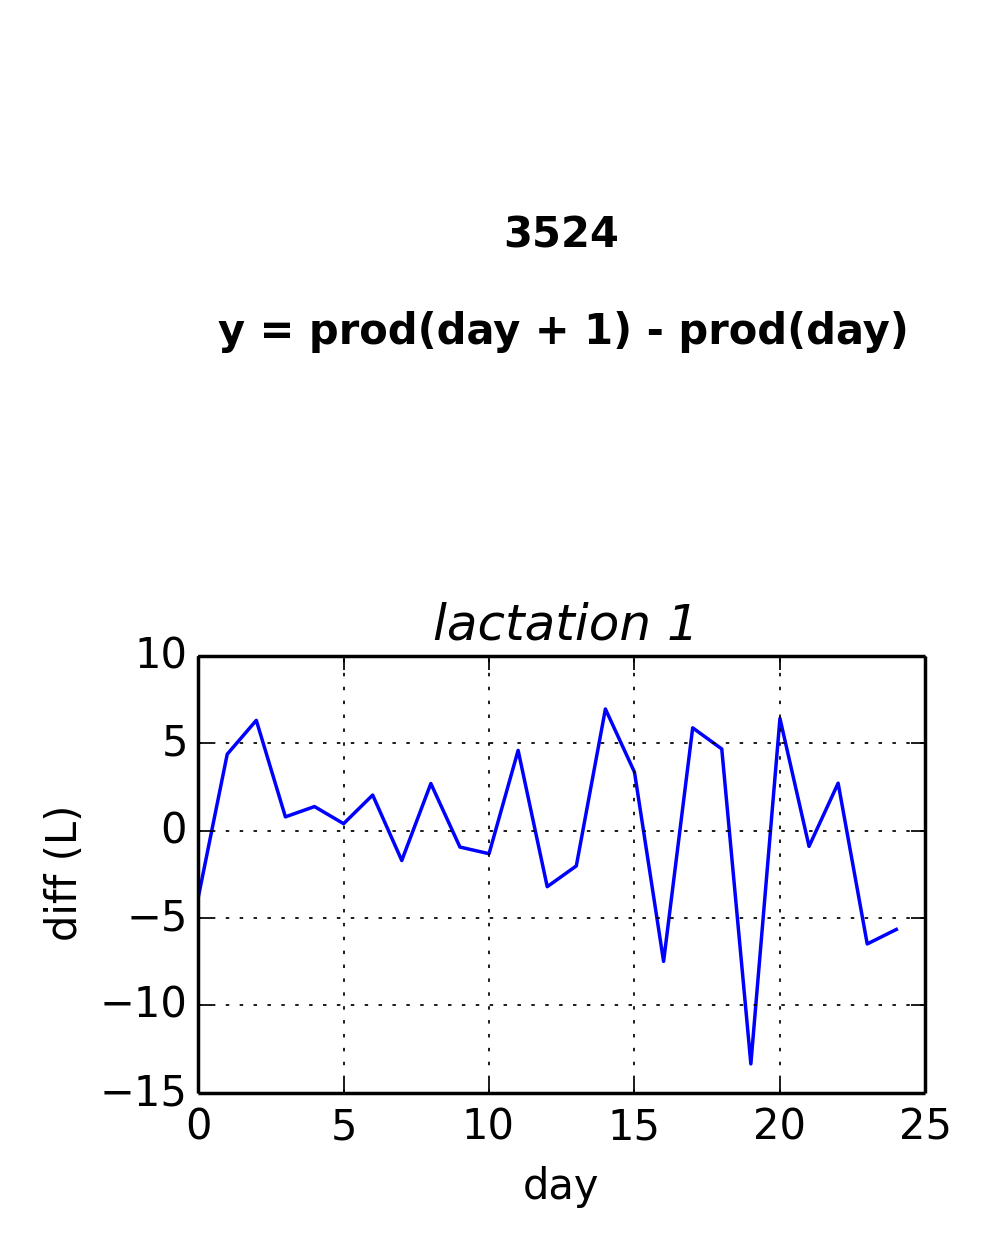 3524
y = prod(day + 1) - prod(day)
lactation 1
10
5
0
−5
−10
−15
diff (L)
0 5 10 15 20 25
day